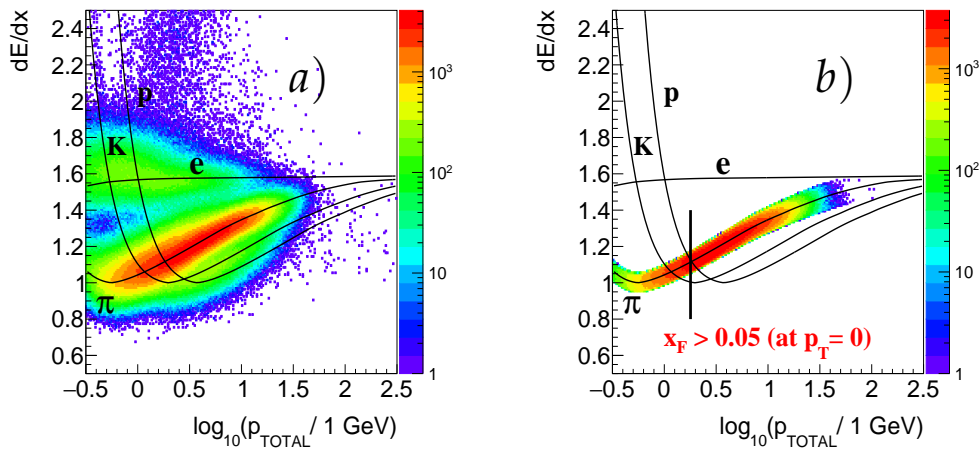 dE/dx
2.4
2.2
2
1.8
1.6
1.4
1.2
1
0.8
0.6
a)
p
K
e
π
10³
10²
10
1
−0.5 0 0.5 1 1.5 2 2.5
log₁₀(p_TOTAL/ 1 GeV)
dE/dx
2.4
2.2
2
1.8
1.6
1.4
1.2
1
0.8
0.6
b)
p
K
e
π
x_F > 0.05 (at p_T = 0)
10³
10²
10
1
−0.5 0 0.5 1 1.5 2 2.5
log₁₀(p_TOTAL/ 1 GeV)